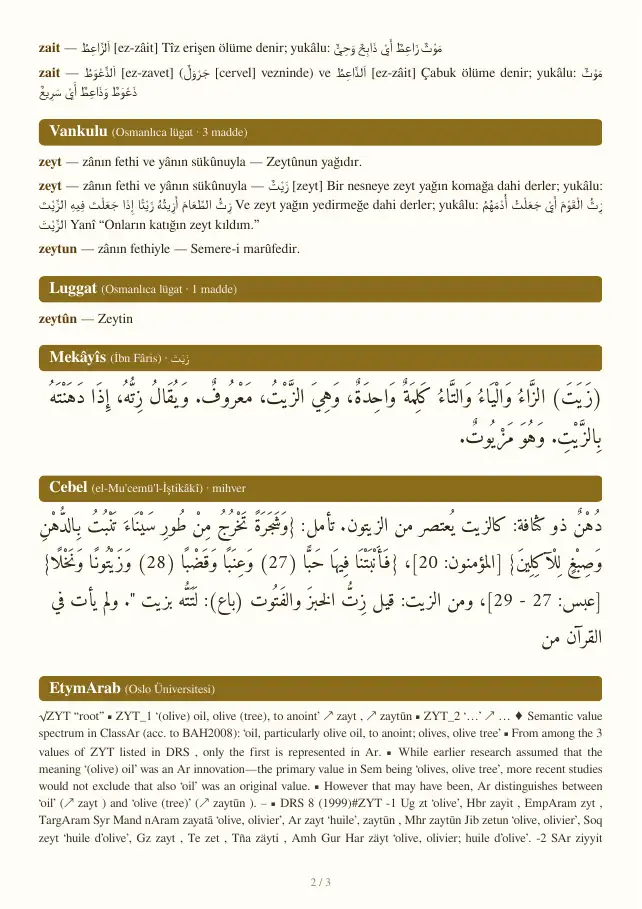 zait — اَلزَّاعِطُ [ez-zâit] Tîz erişen ölüme denir; yukâlu: مَوْتٌ زَاعِطٌ أَيْ ذَابِحٌ وَحِيٌّ
zait — اَلذَّعْوَطُ [ez-zavet] (جَرْوَلٌ [cervel] vezninde) ve اَلذَّاعِطُ [ez-zâit] Çabuk ölüme denir; yukâlu: مَوْتٌ
ذَعْوَطٌ وَذَاعِطٌ أَيْ سَرِيعٌ
Vankulu (Osmanlıca lügat · 3 madde)
zeyt — zânın fethi ve yânın sükûnuyla — Zeytûnun yağıdır.
zeyt — zânın fethi ve yânın sükûnuyla — زَيْتٌ [zeyt] Bir nesneye zeyt yağın komağa dahi derler; yukâlu:
زِتُّ الطَّعَامَ أَزِيتُهُ زَيْتًا إِذَا جَعَلْتَ فِيهِ الزَّيْتَ Ve zeyt yağın yedirmeğe dahi derler; yukâlu: زِتُّ الْقَوْمَ أَيْ جَعَلْتُ أُدْمَهُمُ
الزَّيْتَ Yanî “Onların katığın zeyt kıldım.”
zeytun — zânın fethiyle — Semere-i marûfedir.
Luggat (Osmanlıca lügat · 1 madde)
zeytûn — Zeytin
Mekâyîs (İbn Fâris) · زَيَتَ
(زَيَتَ) الزَّاءُ وَالْيَاءُ وَالتَّاءُ كَلِمَةٌ وَاحِدَةٌ، وَهِيَ الزَّيْتُ، مَعْرُوفٌ. وَيُقَالُ زِتُّهُ، إِذَا دَهَنْتَهُ
بِالزَّيْتِ. وَهُوَ مَزْيُوتٌ.
Cebel (el-Mu'cemü'l-İştikâkî) · mihver
دُهْنٌ ذو كثافة: كالزيت يُعتصر من الزيتون. تأمل: {وَشَجَرَةً تَخْرُجُ مِنْ طُورِ سَيْنَاءَ تَنْبُتُ بِالدُّهْنِ
وَصِبْغٍ لِلْآكِلِينَ} [المؤمنون: 20]، {فَأَنْبَتْنَا فِيهَا حَبًّا (27) وَعِنَبًا وَقَضْبًا (28) وَزَيْتُونًا وَنَخْلًا}
[عبس: 27 - 29]، ومن الزيت: قيل زِتُّ الخبزَ والفَتُوت (باع): لَتَتُّه بزيت ". ولم يأت في
القرآن من
EtymArab (Oslo Üniversitesi)
√ZYT “root” ▪ ZYT_1 ‘(olive) oil, olive (tree), to anoint’ ↗ zayt , ↗ zaytūn ▪ ZYT_2 ‘…’ ↗ … ♦ Semantic value
spectrum in ClassAr (acc. to BAH2008): ‘oil, particularly olive oil, to anoint; olives, olive tree’ ▪ From among the 3
values of ZYT listed in DRS , only the first is represented in Ar. ▪ While earlier research assumed that the
meaning ‘(olive) oil’ was an Ar innovation—the primary value in Sem being ‘olives, olive tree’, more recent studies
would not exclude that also ‘oil’ was an original value. ▪ However that may have been, Ar distinguishes between
‘oil’ (↗ zayt ) and ‘olive (tree)’ (↗ zaytūn ). – ▪ DRS 8 (1999)#ZYT -1 Ug zt ‘olive’, Hbr zayit , EmpAram zyt ,
TargAram Syr Mand nAram zayatā ‘olive, olivier’, Ar zayt ‘huile’, zaytūn , Mhr zaytūn Jib zetun ‘olive, olivier’, Soq
zeyt ‘huile d’olive’, Gz zayt , Te zet , Tña zäyti , Amh Gur Har zäyt ‘olive, olivier; huile d’olive’. -2 SAr ziyyit
2 / 3